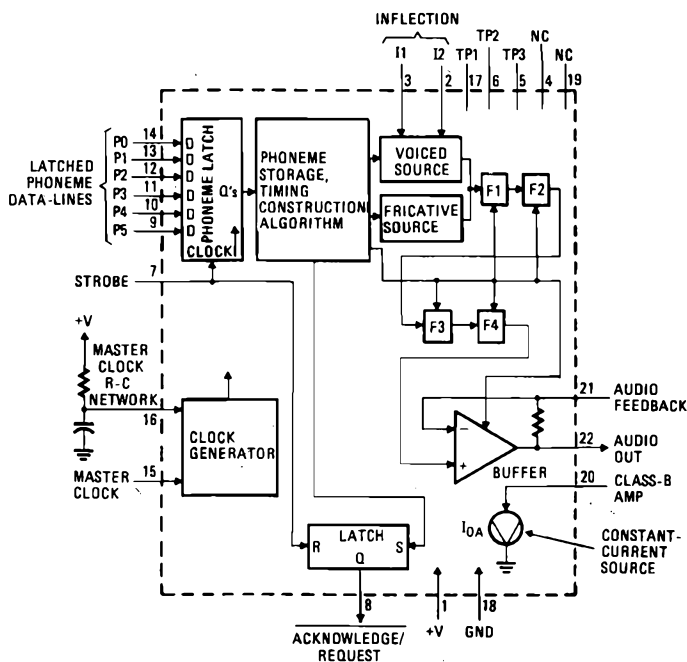 INFLECTION
I1 I2 TP1 TP2 TP3 NC NC
3 2 17 6 5 4 19
LATCHED
PHONEME
DATA-LINES
P0 14 D
P1 13 D
P2 12 D
P3 11 D
P4 10 D
P5 9 D
PHONEME LATCH
Q's
CLOCK
PHONEME
STORAGE,
TIMING
CONSTRUCTION
ALGORITHM
VOICED
SOURCE
FRICATIVE
SOURCE
F1 F2
F3 F4
STROBE 7
+V
MASTER
CLOCK
R-C
NETWORK
16
CLOCK
GENERATOR
MASTER
CLOCK
15
21 AUDIO
FEEDBACK
22 AUDIO
OUT
20 CLASS-B
AMP
− +
BUFFER
IOA
CONSTANT-
CURRENT
SOURCE
R LATCH S
Q
8
ACKNOWLEDGE/
REQUEST
1
+V
18
GND